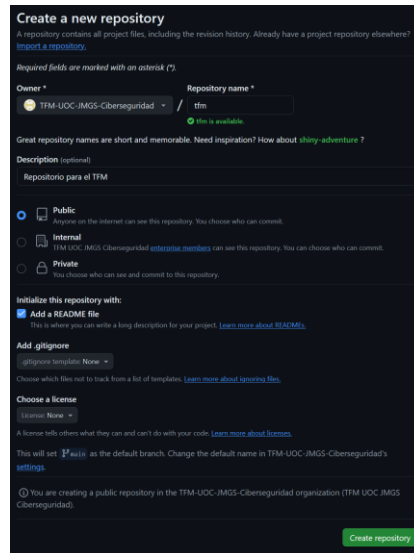 Create a new repository
A repository contains all project files, including the revision history. Already have a project repository elsewhere?
Import a repository.
Required fields are marked with an asterisk (*).
Owner * Repository name *
TFM-UOC-JMGS-Ciberseguridad / tfm
tfm is available.
Great repository names are short and memorable. Need inspiration? How about shiny-adventure ?
Description (optional)
Repositorio para el TFM
Public
Anyone on the internet can see this repository. You choose who can commit.
Internal
TFM UOC JMGS Ciberseguridad enterprise members can see this repository. You can choose who can commit.
Private
You choose who can see and commit to this repository.
Initialize this repository with:
Add a README file
This is where you can write a long description for your project. Learn more about READMEs.
Add .gitignore
.gitignore template: None
Choose which files not to track from a list of templates. Learn more about ignoring files.
Choose a license
License: None
A license tells others what they can and can't do with your code. Learn more about licenses.
This will set main as the default branch. Change the default name in TFM-UOC-JMGS-Ciberseguridad's
settings.
You are creating a public repository in the TFM-UOC-JMGS-Ciberseguridad organization (TFM UOC JMGS
Ciberseguridad).
Create repository